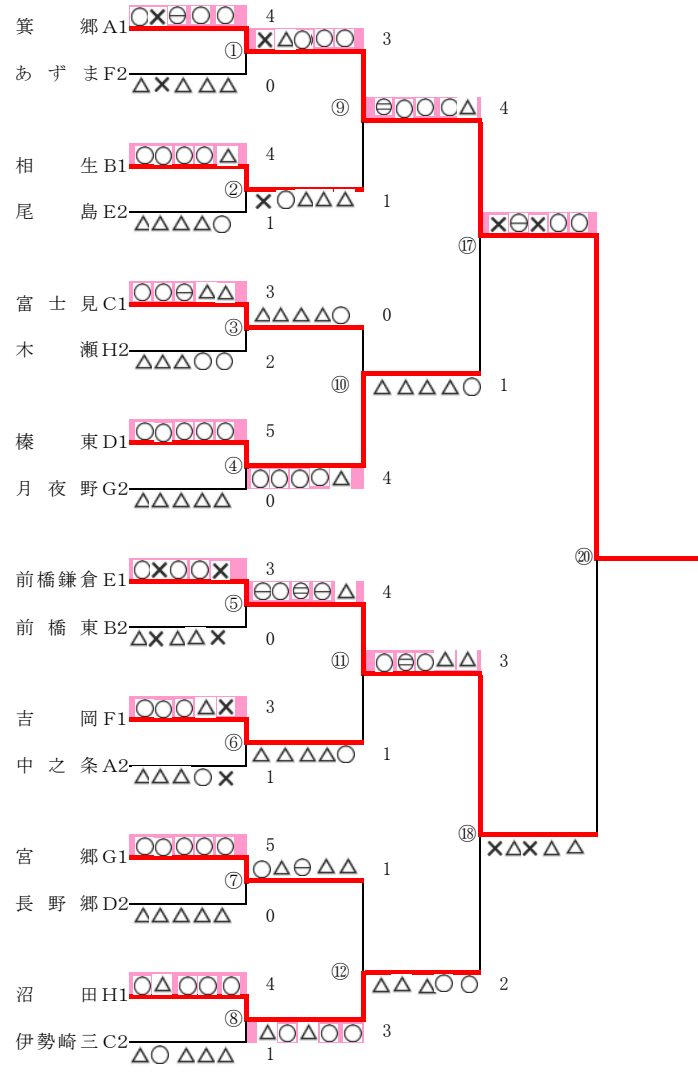 ○×⊖○○ 4
箕郷A1
×△○○○ 3
①
あずまF2
△×△△△ 0
⑨
⊜○○○△ 4
○○○○△ 4
相生B1
②
×○△△△ 1
尾島E2
△△△△○ 1
×⊖×○○
⑰
○○⊖△△ 3
富士見C1
△△△△○ 0
③
木瀬H2
△△△○○ 2
⑩
△△△△○ 1
○○○○○ 5
榛東D1
④
○○○○△ 4
月夜野G2
△△△△△ 0
⑳
○×○○× 3
前橋鎌倉E1
⊖○⊜⊖△ 4
⑤
前橋東B2
△×△△× 0
⑪
○⊜○△△ 3
○○○△× 3
吉岡F1
⑥
△△△△○ 1
中之条A2
△△△○× 1
⑱
×△×△△
○○○○○ 5
宮郷G1
○△⊖△△ 1
⑦
長野郷D2
△△△△△ 0
⑫
△△△○○ 2
○△○○○ 4
沼田H1
⑧
△○△○○ 3
伊勢崎三C2
△○△△△ 1